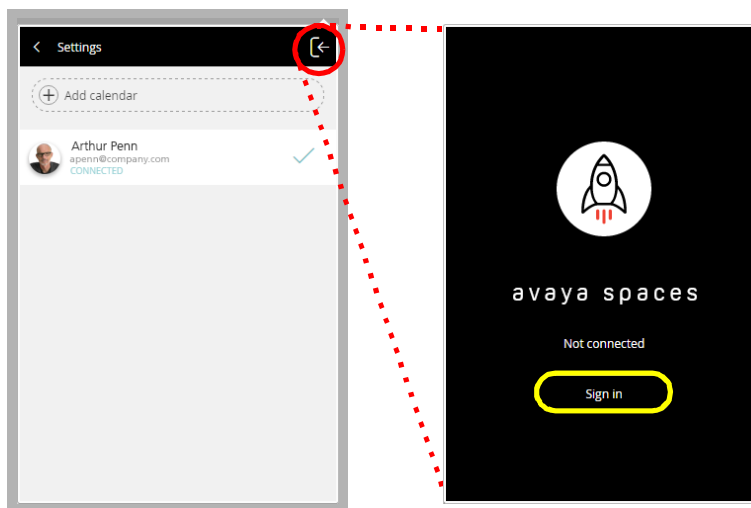 Settings
Add calendar
Arthur Penn
apenn@company.com
CONNECTED
avaya spaces
Not connected
Sign in